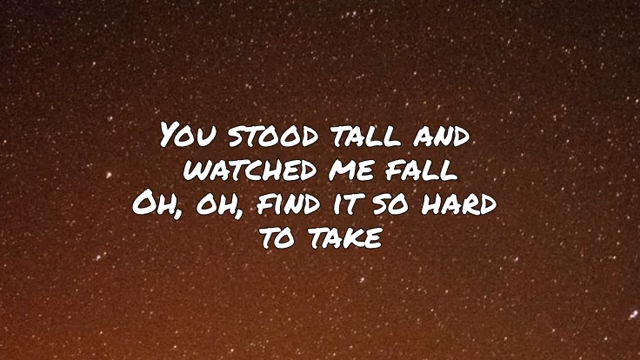 You stood tall and
watched me fall
Oh, oh, find it so hard
to take